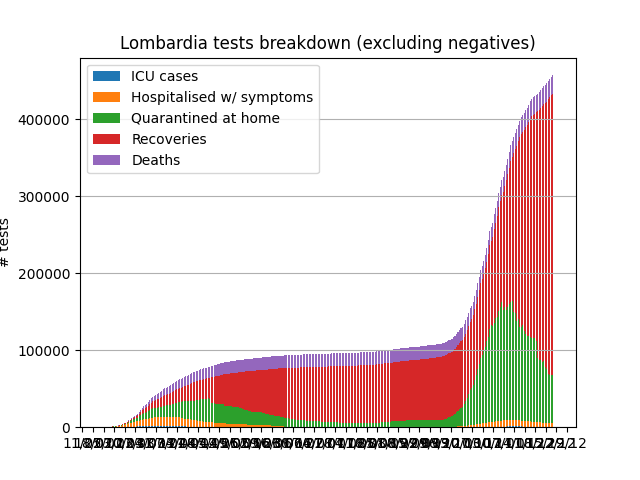 Lombardia tests breakdown (excluding negatives)
ICU cases
Hospitalised w/ symptoms
Quarantined at home
Recoveries
Deaths
# tests
400000
300000
200000
100000
0